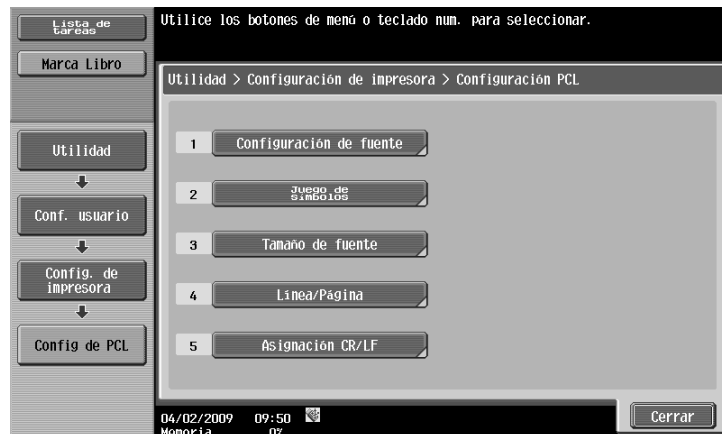 Lista de
tareas
Utilice los botones de menú o teclado num. para seleccionar.
Marca Libro
Utilidad > Configuración de impresora > Configuración PCL
Utilidad
Conf. usuario
Config. de
impresora
Config de PCL
1 Configuración de fuente
2 Juego de
símbolos
3 Tamaño de fuente
4 Línea/Página
5 Asignación CR/LF
04/02/2009 09:50
Memoria 0%
Cerrar